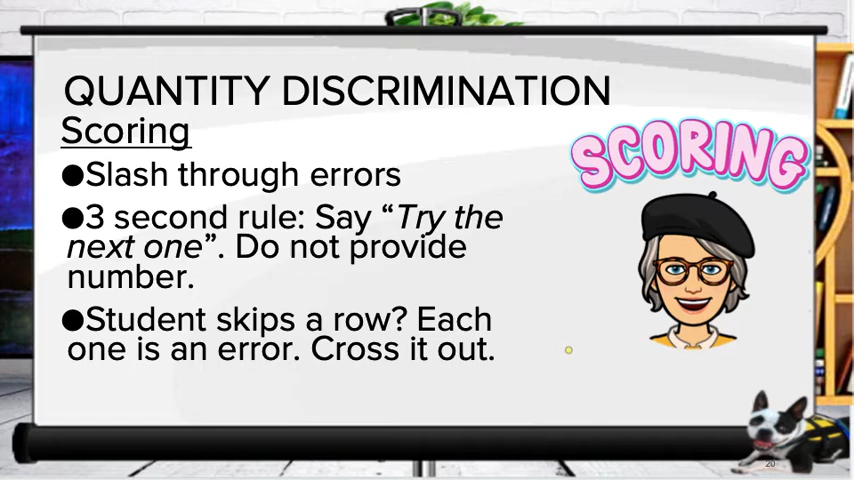 QUANTITY DISCRIMINATION
Scoring
SCORING
●Slash through errors
●3 second rule: Say “Try the
next one”. Do not provide
number.
●Student skips a row? Each
one is an error. Cross it out.
20